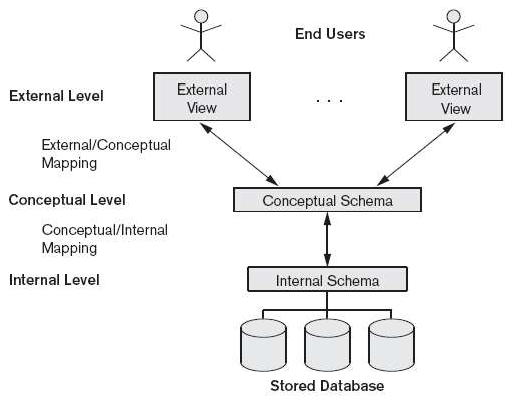 End Users
External Level
External
View
. . .
External
View
External/Conceptual
Mapping
Conceptual Level
Conceptual Schema
Conceptual/Internal
Mapping
Internal Level
Internal Schema
Stored Database